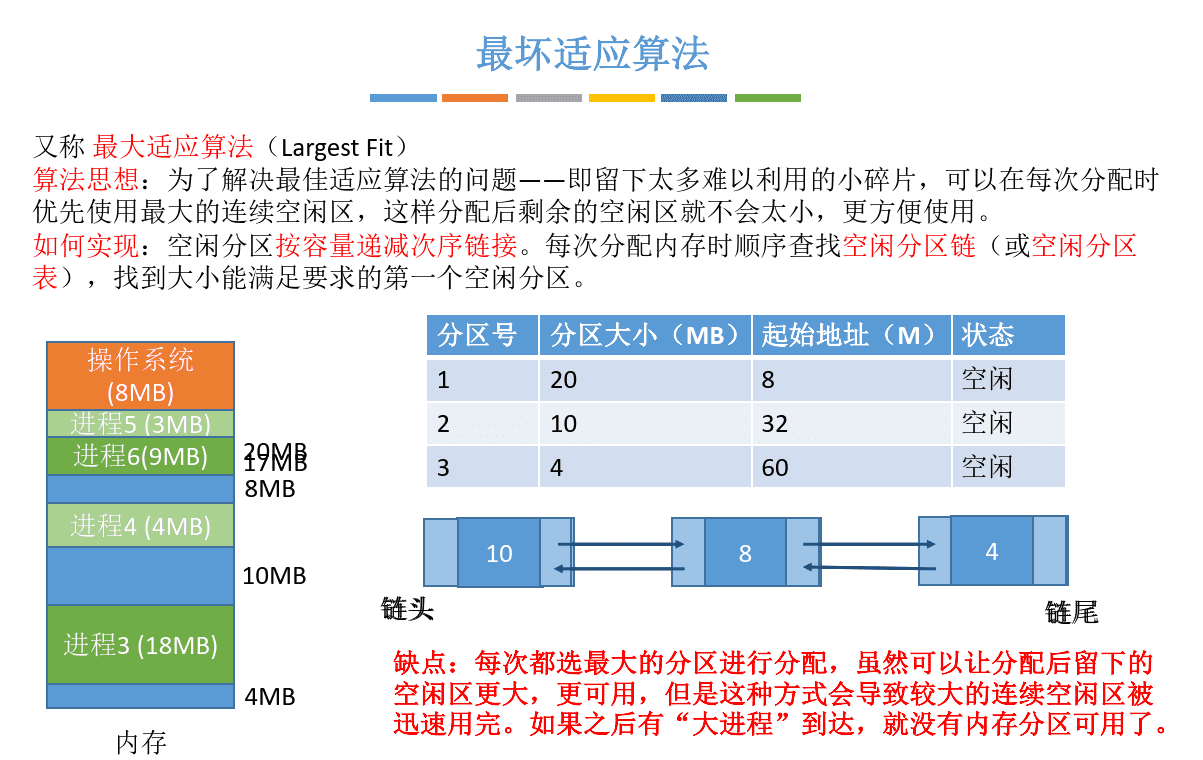 最坏适应算法
又称 最大适应算法（Largest Fit）
算法思想：为了解决最佳适应算法的问题——即留下太多难以利用的小碎片，可以在每次分配时
优先使用最大的连续空闲区，这样分配后剩余的空闲区就不会太小，更方便使用。
如何实现：空闲分区按容量递减次序链接。每次分配内存时顺序查找空闲分区链（或空闲分区
表），找到大小能满足要求的第一个空闲分区。
操作系统
(8MB)
进程5 (3MB)
进程6(9MB)
20MB
17MB
8MB
进程4 (4MB)
10MB
进程3 (18MB)
4MB
内存
分区号 分区大小（MB） 起始地址（M） 状态
1 20 8 空闲
2 10 32 空闲
3 4 60 空闲
10 8 4
链头
链尾
缺点：每次都选最大的分区进行分配，虽然可以让分配后留下的
空闲区更大，更可用，但是这种方式会导致较大的连续空闲区被
迅速用完。如果之后有“大进程”到达，就没有内存分区可用了。